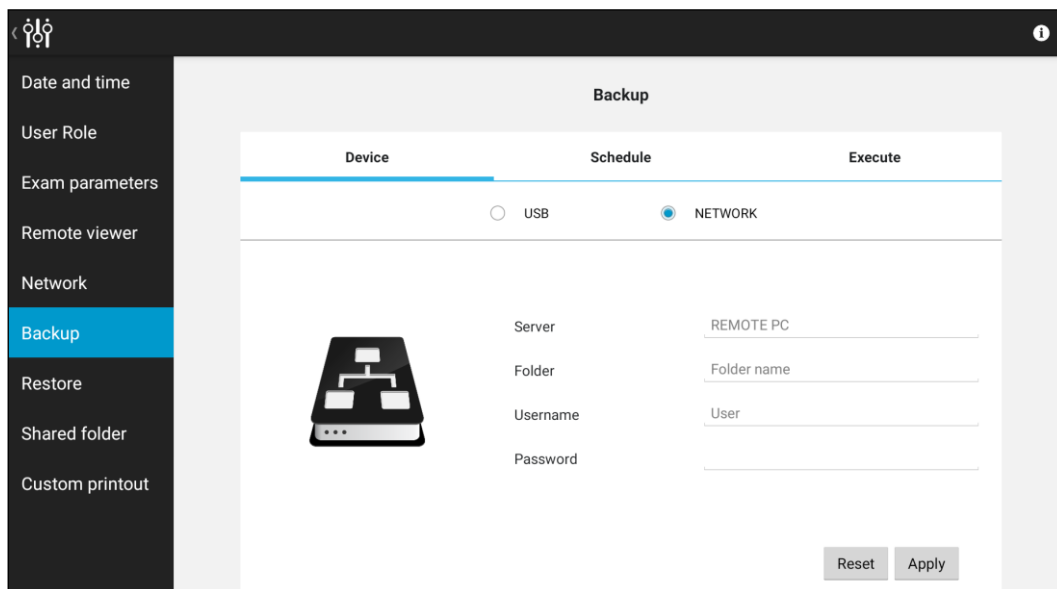 Date and time
User Role
Exam parameters
Remote viewer
Network
Backup
Restore
Shared folder
Custom printout
Backup
Device Schedule Execute
USB NETWORK
Server REMOTE PC
Folder Folder name
Username User
Password
Reset Apply